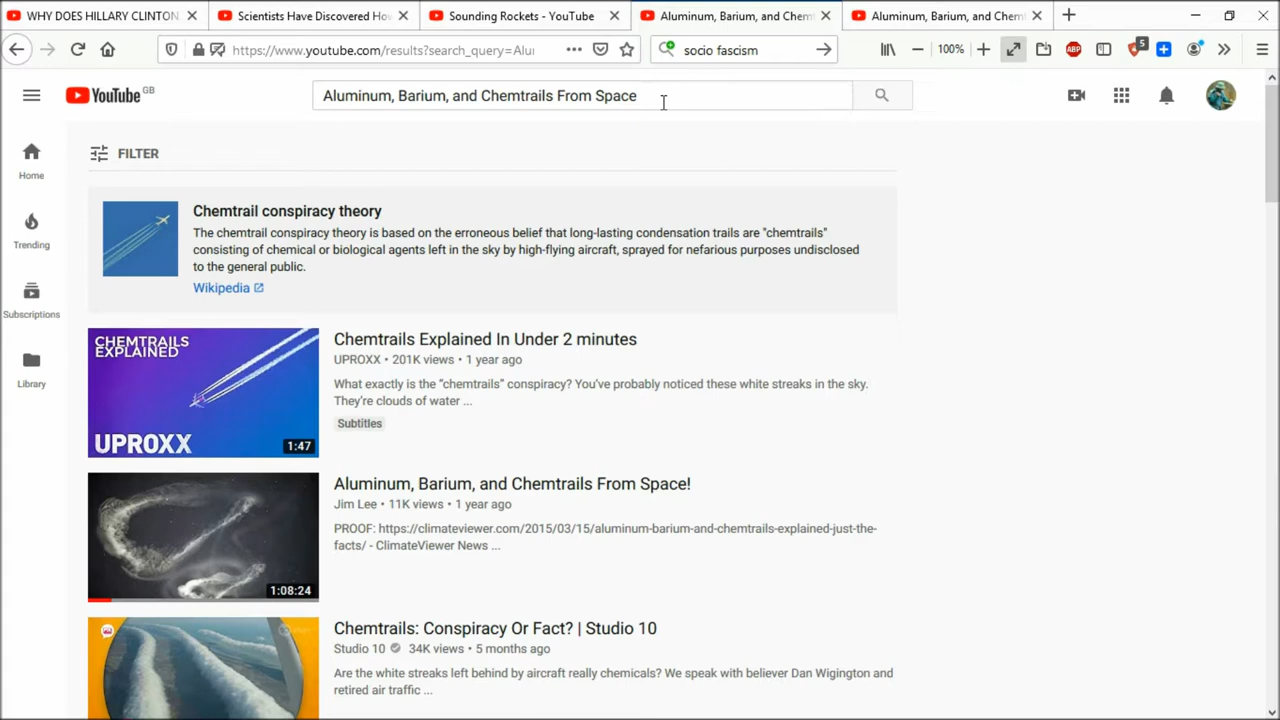 WHY DOES HILLARY CLINTON
Scientists Have Discovered How
Sounding Rockets - YouTube
Aluminum, Barium, and Chemt
Aluminum, Barium, and Chemt
https://www.youtube.com/results?search_query=Alu
socio fascism
100%
ABP
5
YouTube GB
Aluminum, Barium, and Chemtrails From Space
Home
Trending
Subscriptions
Library
FILTER
Chemtrail conspiracy theory
The chemtrail conspiracy theory is based on the erroneous belief that long-lasting condensation trails are "chemtrails"
consisting of chemical or biological agents left in the sky by high-flying aircraft, sprayed for nefarious purposes undisclosed
to the general public.
Wikipedia
CHEMTRAILS
EXPLAINED
UPROXX
1:47
Chemtrails Explained In Under 2 minutes
UPROXX • 201K views • 1 year ago
What exactly is the "chemtrails" conspiracy? You've probably noticed these white streaks in the sky.
They're clouds of water ...
Subtitles
1:08:24
Aluminum, Barium, and Chemtrails From Space!
Jim Lee • 11K views • 1 year ago
PROOF: https://climateviewer.com/2015/03/15/aluminum-barium-and-chemtrails-explained-just-the-
facts/ - ClimateViewer News ...
Chemtrails: Conspiracy Or Fact? | Studio 10
Studio 10 34K views • 5 months ago
Are the white streaks left behind by aircraft really chemicals? We speak with believer Dan Wigington and
retired air traffic ...